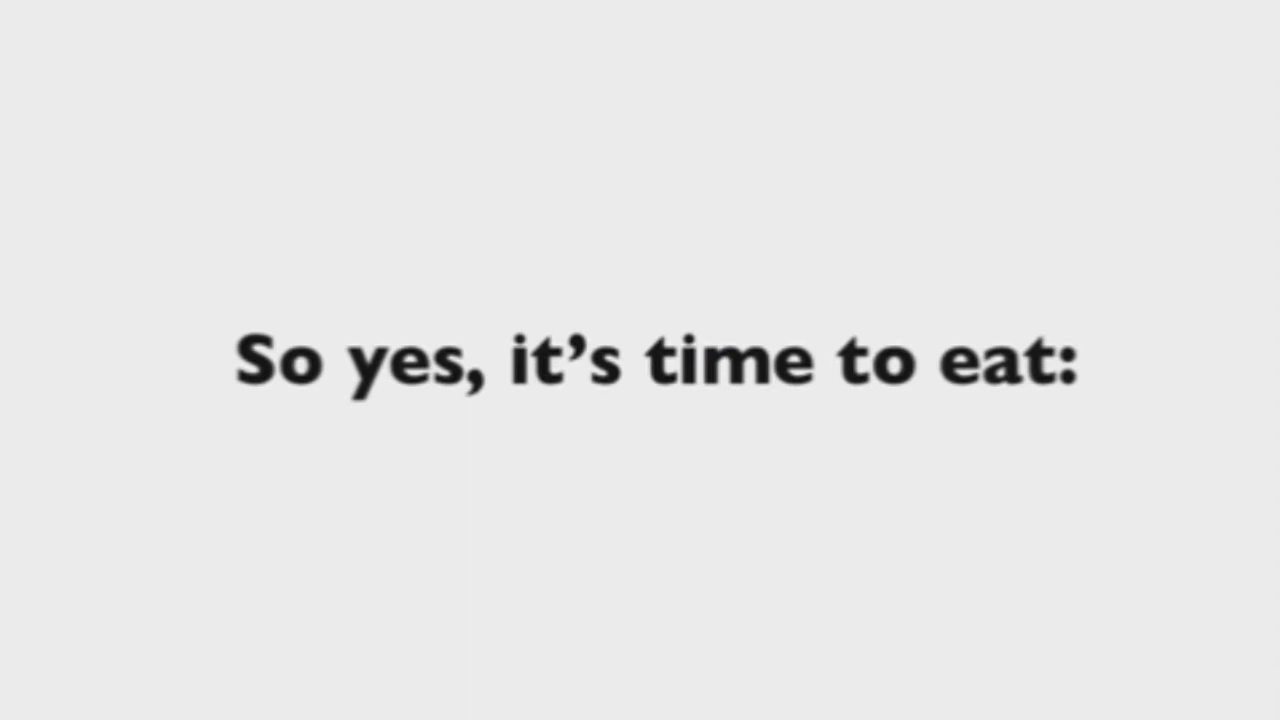 So yes, it’s time to eat: